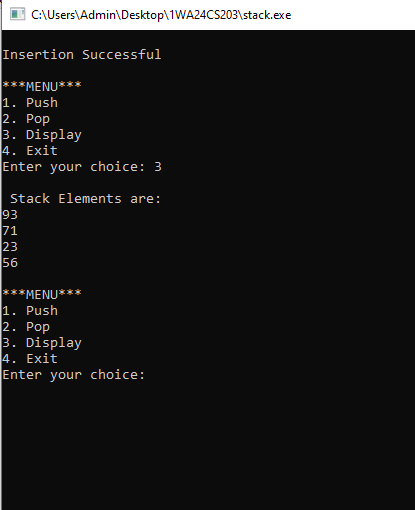 C:\Users\Admin\Desktop\1WA24CS203\stack.exe
Insertion Successful
***MENU***
1. Push
2. Pop
3. Display
4. Exit
Enter your choice: 3
Stack Elements are:
93
71
23
56
***MENU***
1. Push
2. Pop
3. Display
4. Exit
Enter your choice: